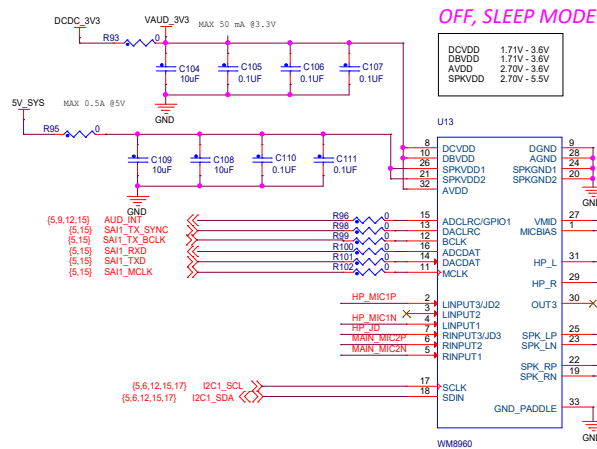 OFF, SLEEP MODE
DCDC_3V3
VAUD_3V3
MAX 50 mA @3.3V
R93
0
C104
10uF
C105
0.1UF
C106
0.1UF
C107
0.1UF
GND
DCVDD 1.71V - 3.6V
DBVDD 1.71V - 3.6V
AVDD 2.70V - 3.6V
SPKVDD 2.70V - 5.5V
5V_SYS
MAX 0.5A @5V
R95
0
C109
10uF
C108
10uF
C110
0.1UF
C111
0.1UF
GND
U13
8 DCVDD
10 DBVDD
26 SPKVDD1
21 SPKVDD2
32 AVDD
DGND 9
AGND 28
SPKGND1 24
SPKGND2 20
GND
{5,9,12,15} AUD_INT R96 0 15 ADCLRC/GPIO1
{5,15} SAI1_TX_SYNC R98 0 13 DACLRC
{5,15} SAI1_TX_BCLK R99 0 12 BCLK
{5,15} SAI1_RXD R100 0 16 ADCDAT
{5,15} SAI1_TXD R101 0 14 DACDAT
{5,15} SAI1_MCLK R102 0 11 MCLK
VMID 27
MICBIAS 1
HP_L 31
HP_R 29
OUT3 30
HP_MIC1P 2 LINPUT3/JD2
3 LINPUT2
HP_MIC1N 4 LINPUT1
HP_JD 7 RINPUT3/JD3
MAIN_MIC2P 6 RINPUT2
MAIN_MIC2N 5 RINPUT1
SPK_LP 25
SPK_LN 23
SPK_RP 22
SPK_RN 19
{5,6,12,15,17} I2C1_SCL 17 SCLK
{5,6,12,15,17} I2C1_SDA 18 SDIN
GND_PADDLE 33
GND
WM8960